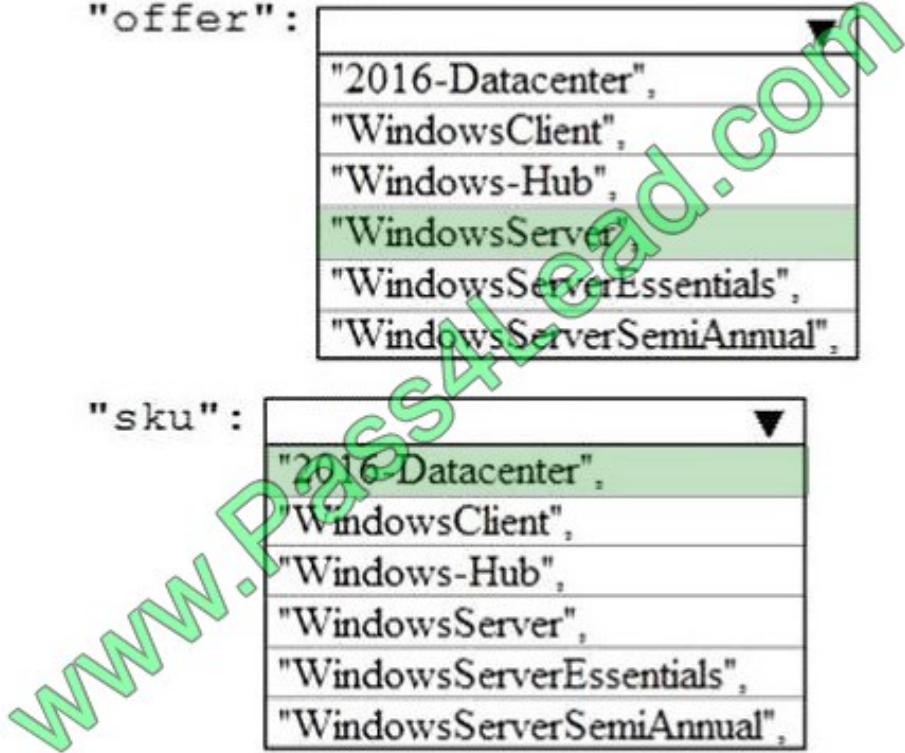 "offer":
"2016-Datacenter",
"WindowsClient",
"Windows-Hub",
"WindowsServer",
"WindowsServerEssentials",
"WindowsServerSemiAnnual",
"sku":
"2016-Datacenter",
"WindowsClient",
"Windows-Hub",
"WindowsServer",
"WindowsServerEssentials",
"WindowsServerSemiAnnual",
www.Pass4Lead.com